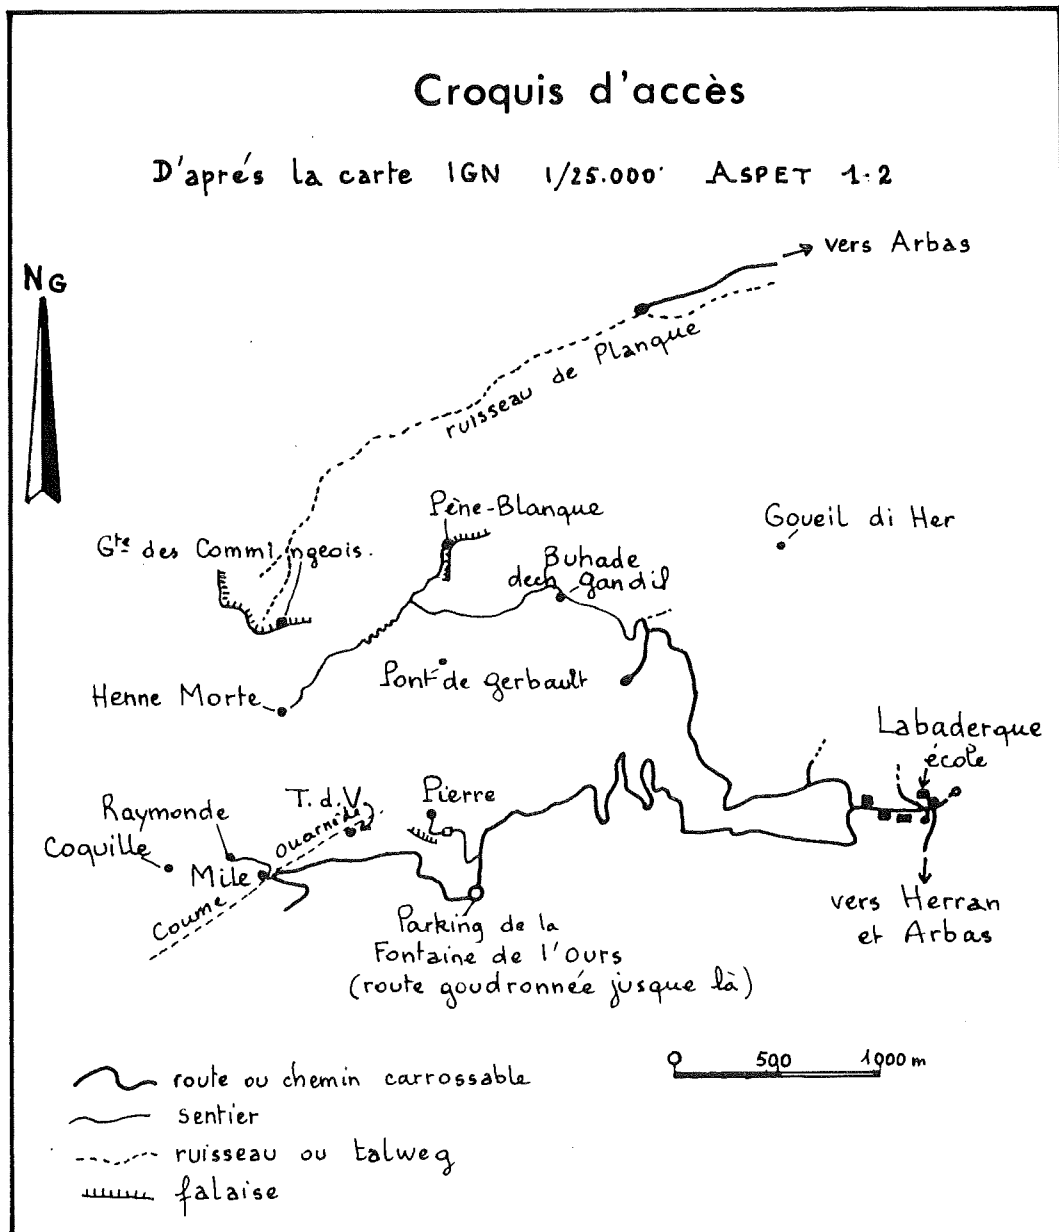 Croquis d'accès
D'aprés la carte IGN 1/25.000 ASPET 1-2
vers Arbas
NG
ruisseau de Planque
Pène-Blanque
Goueil di Her
Gte des Commingeois.
Buhade
dech Gandil
Pont de Gerbault
Henne Morte
Labaderque
école
T.d.V
Pierre
Raymonde
Coquille
Mile
Coume Ouarnède
vers Herran
et Arbas
Parking de la
Fontaine de l'Ours
(route goudronnée jusque là)
0 500 1000 m
route ou chemin carrossable
sentier
ruisseau ou talweg
falaise